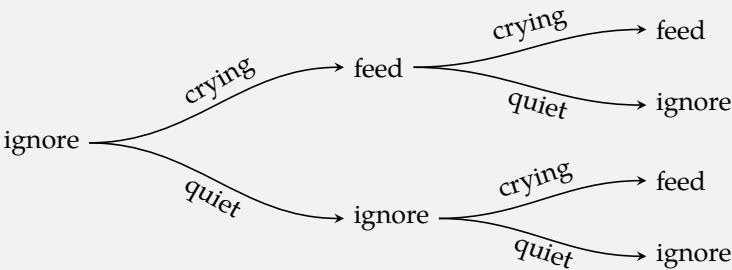 crying feed
crying
feed
quiet ignore
ignore
crying feed
quiet
ignore
quiet ignore